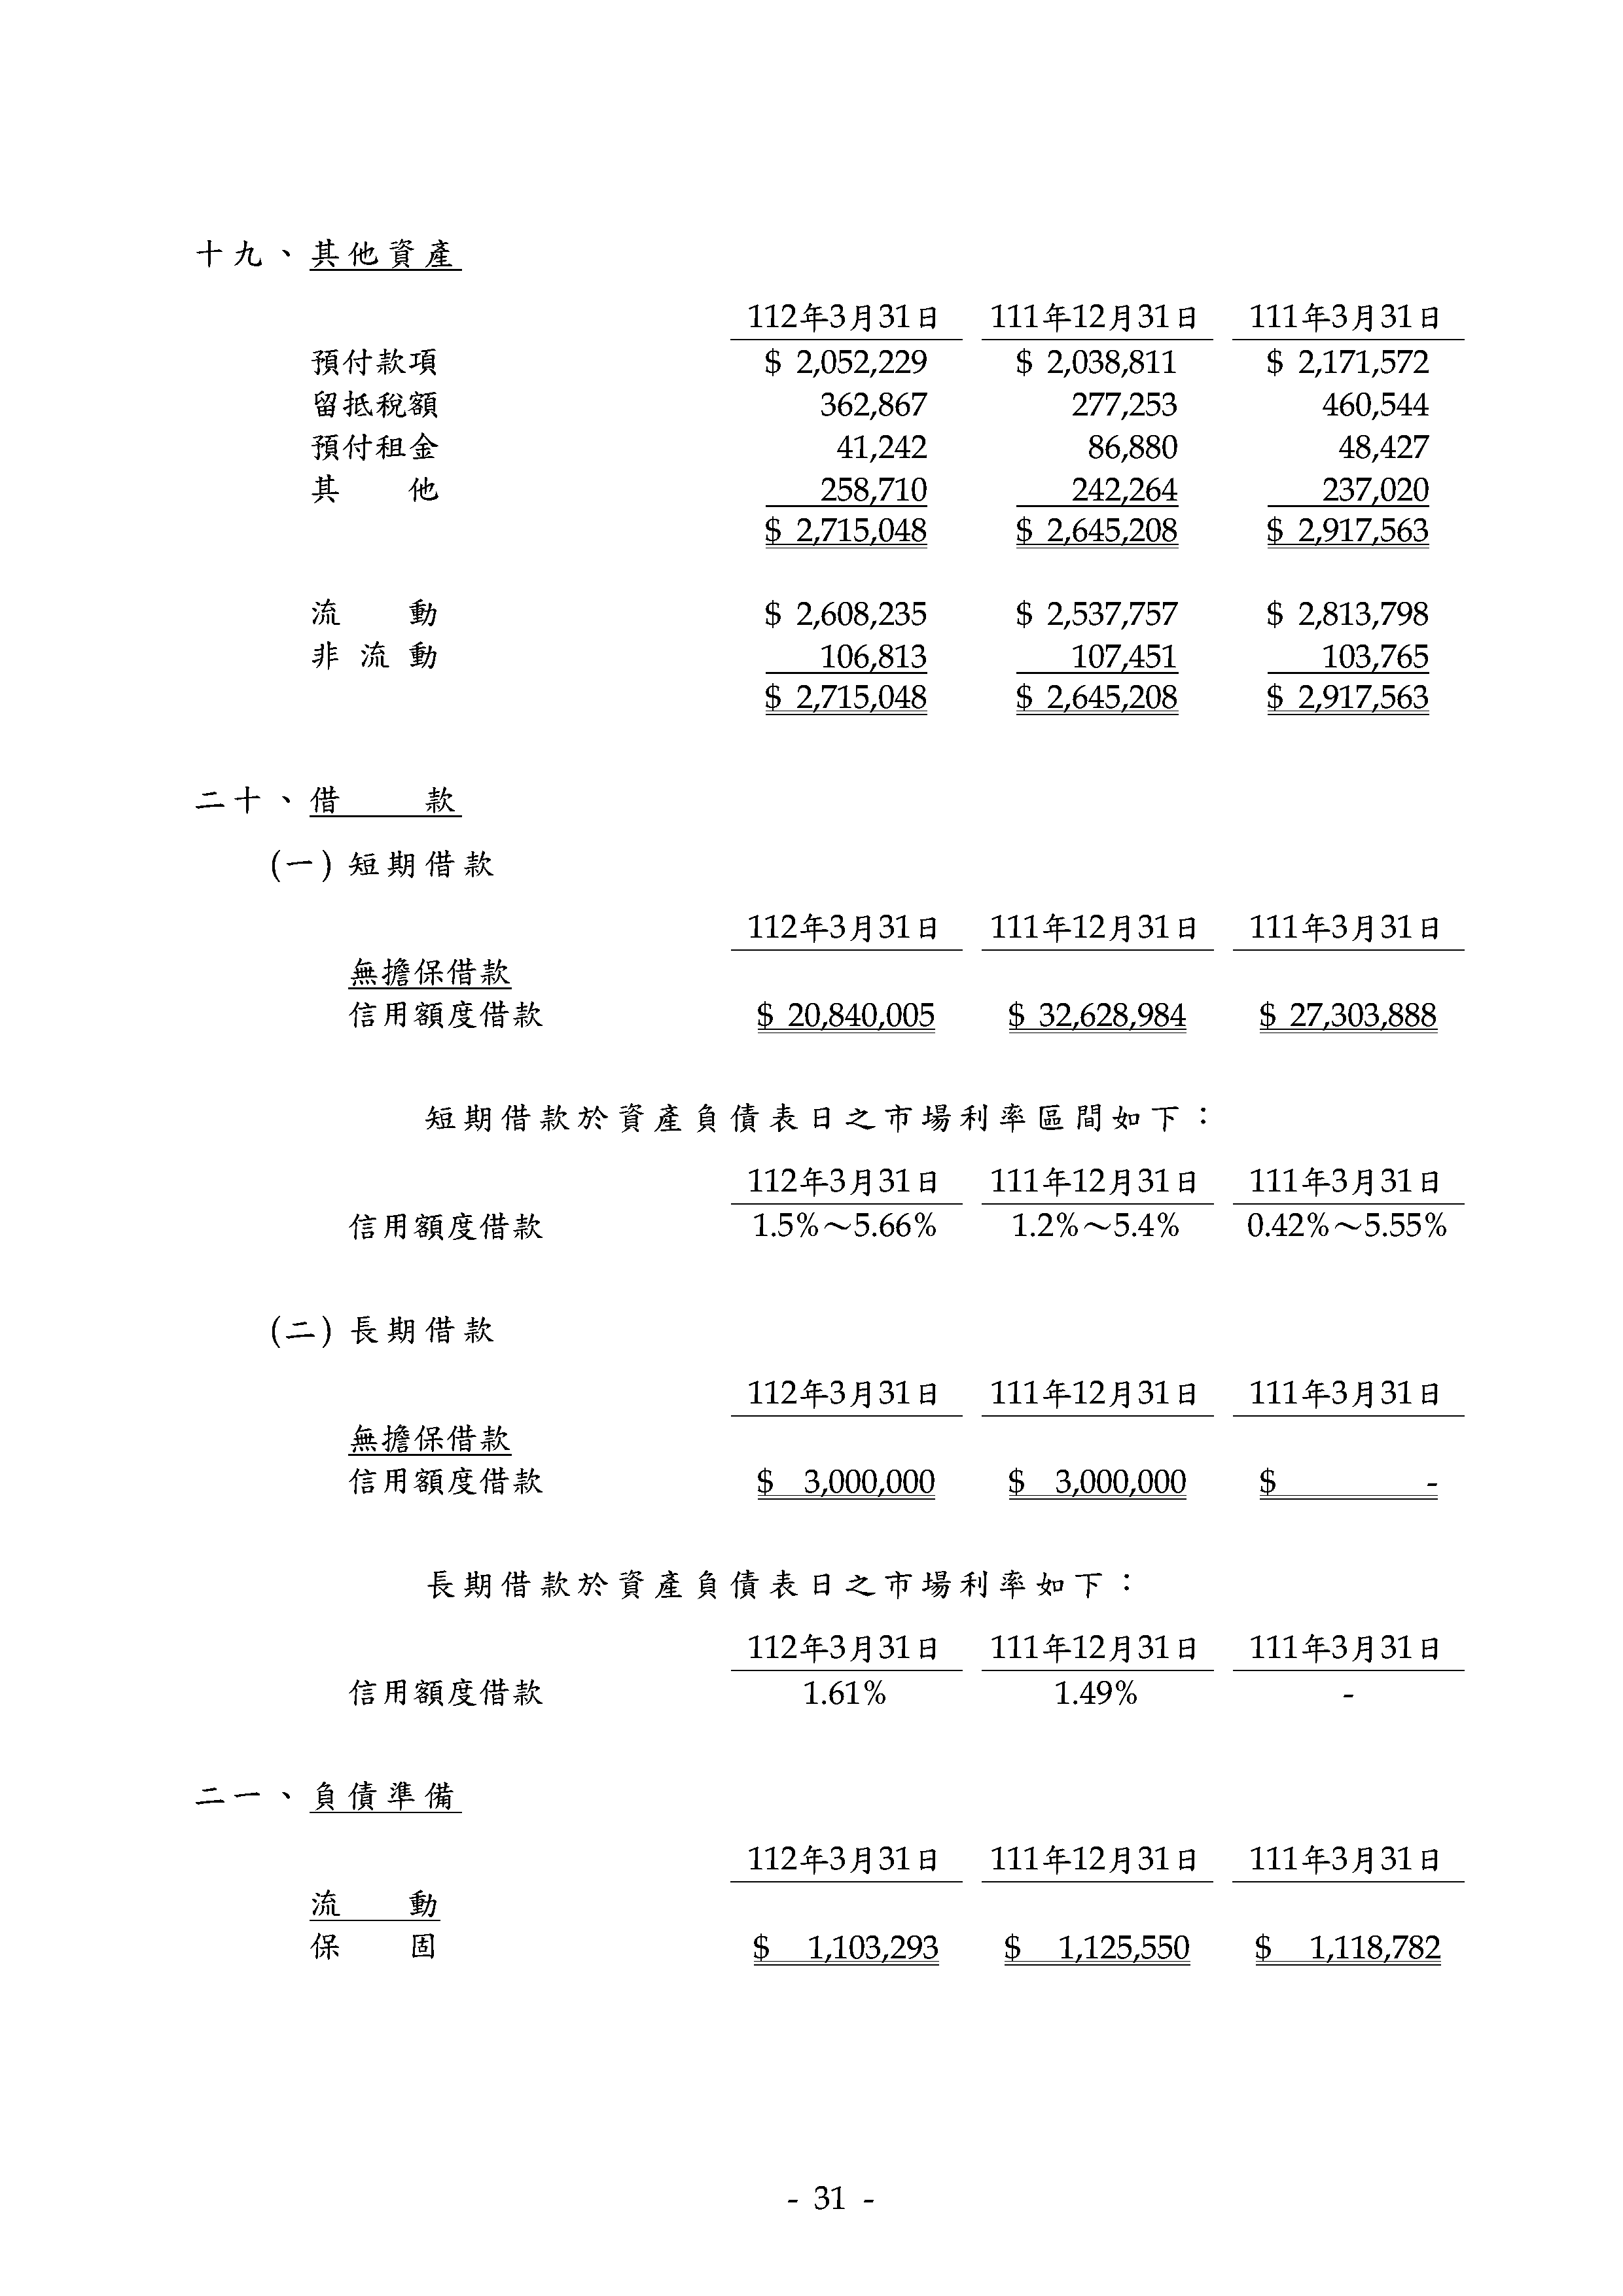 十九、其他資產
112年3月31日 111年12月31日 111年3月31日
預付款項 $ 2,052,229 $ 2,038,811 $ 2,171,572
留抵稅額 362,867 277,253 460,544
預付租金 41,242 86,880 48,427
其 他 258,710 242,264 237,020
$ 2,715,048 $ 2,645,208 $ 2,917,563
流 動 $ 2,608,235 $ 2,537,757 $ 2,813,798
非 流 動 106,813 107,451 103,765
$ 2,715,048 $ 2,645,208 $ 2,917,563
二十、借 款
(一) 短期借款
112年3月31日 111年12月31日 111年3月31日
無擔保借款
信用額度借款 $ 20,840,005 $ 32,628,984 $ 27,303,888
短期借款於資產負債表日之市場利率區間如下：
112年3月31日 111年12月31日 111年3月31日
信用額度借款 1.5%～5.66% 1.2%～5.4% 0.42%～5.55%
(二) 長期借款
112年3月31日 111年12月31日 111年3月31日
無擔保借款
信用額度借款 $ 3,000,000 $ 3,000,000 $ -
長期借款於資產負債表日之市場利率如下：
112年3月31日 111年12月31日 111年3月31日
信用額度借款 1.61% 1.49% -
二一、負債準備
112年3月31日 111年12月31日 111年3月31日
流 動
保 固 $ 1,103,293 $ 1,125,550 $ 1,118,782
- 31 -